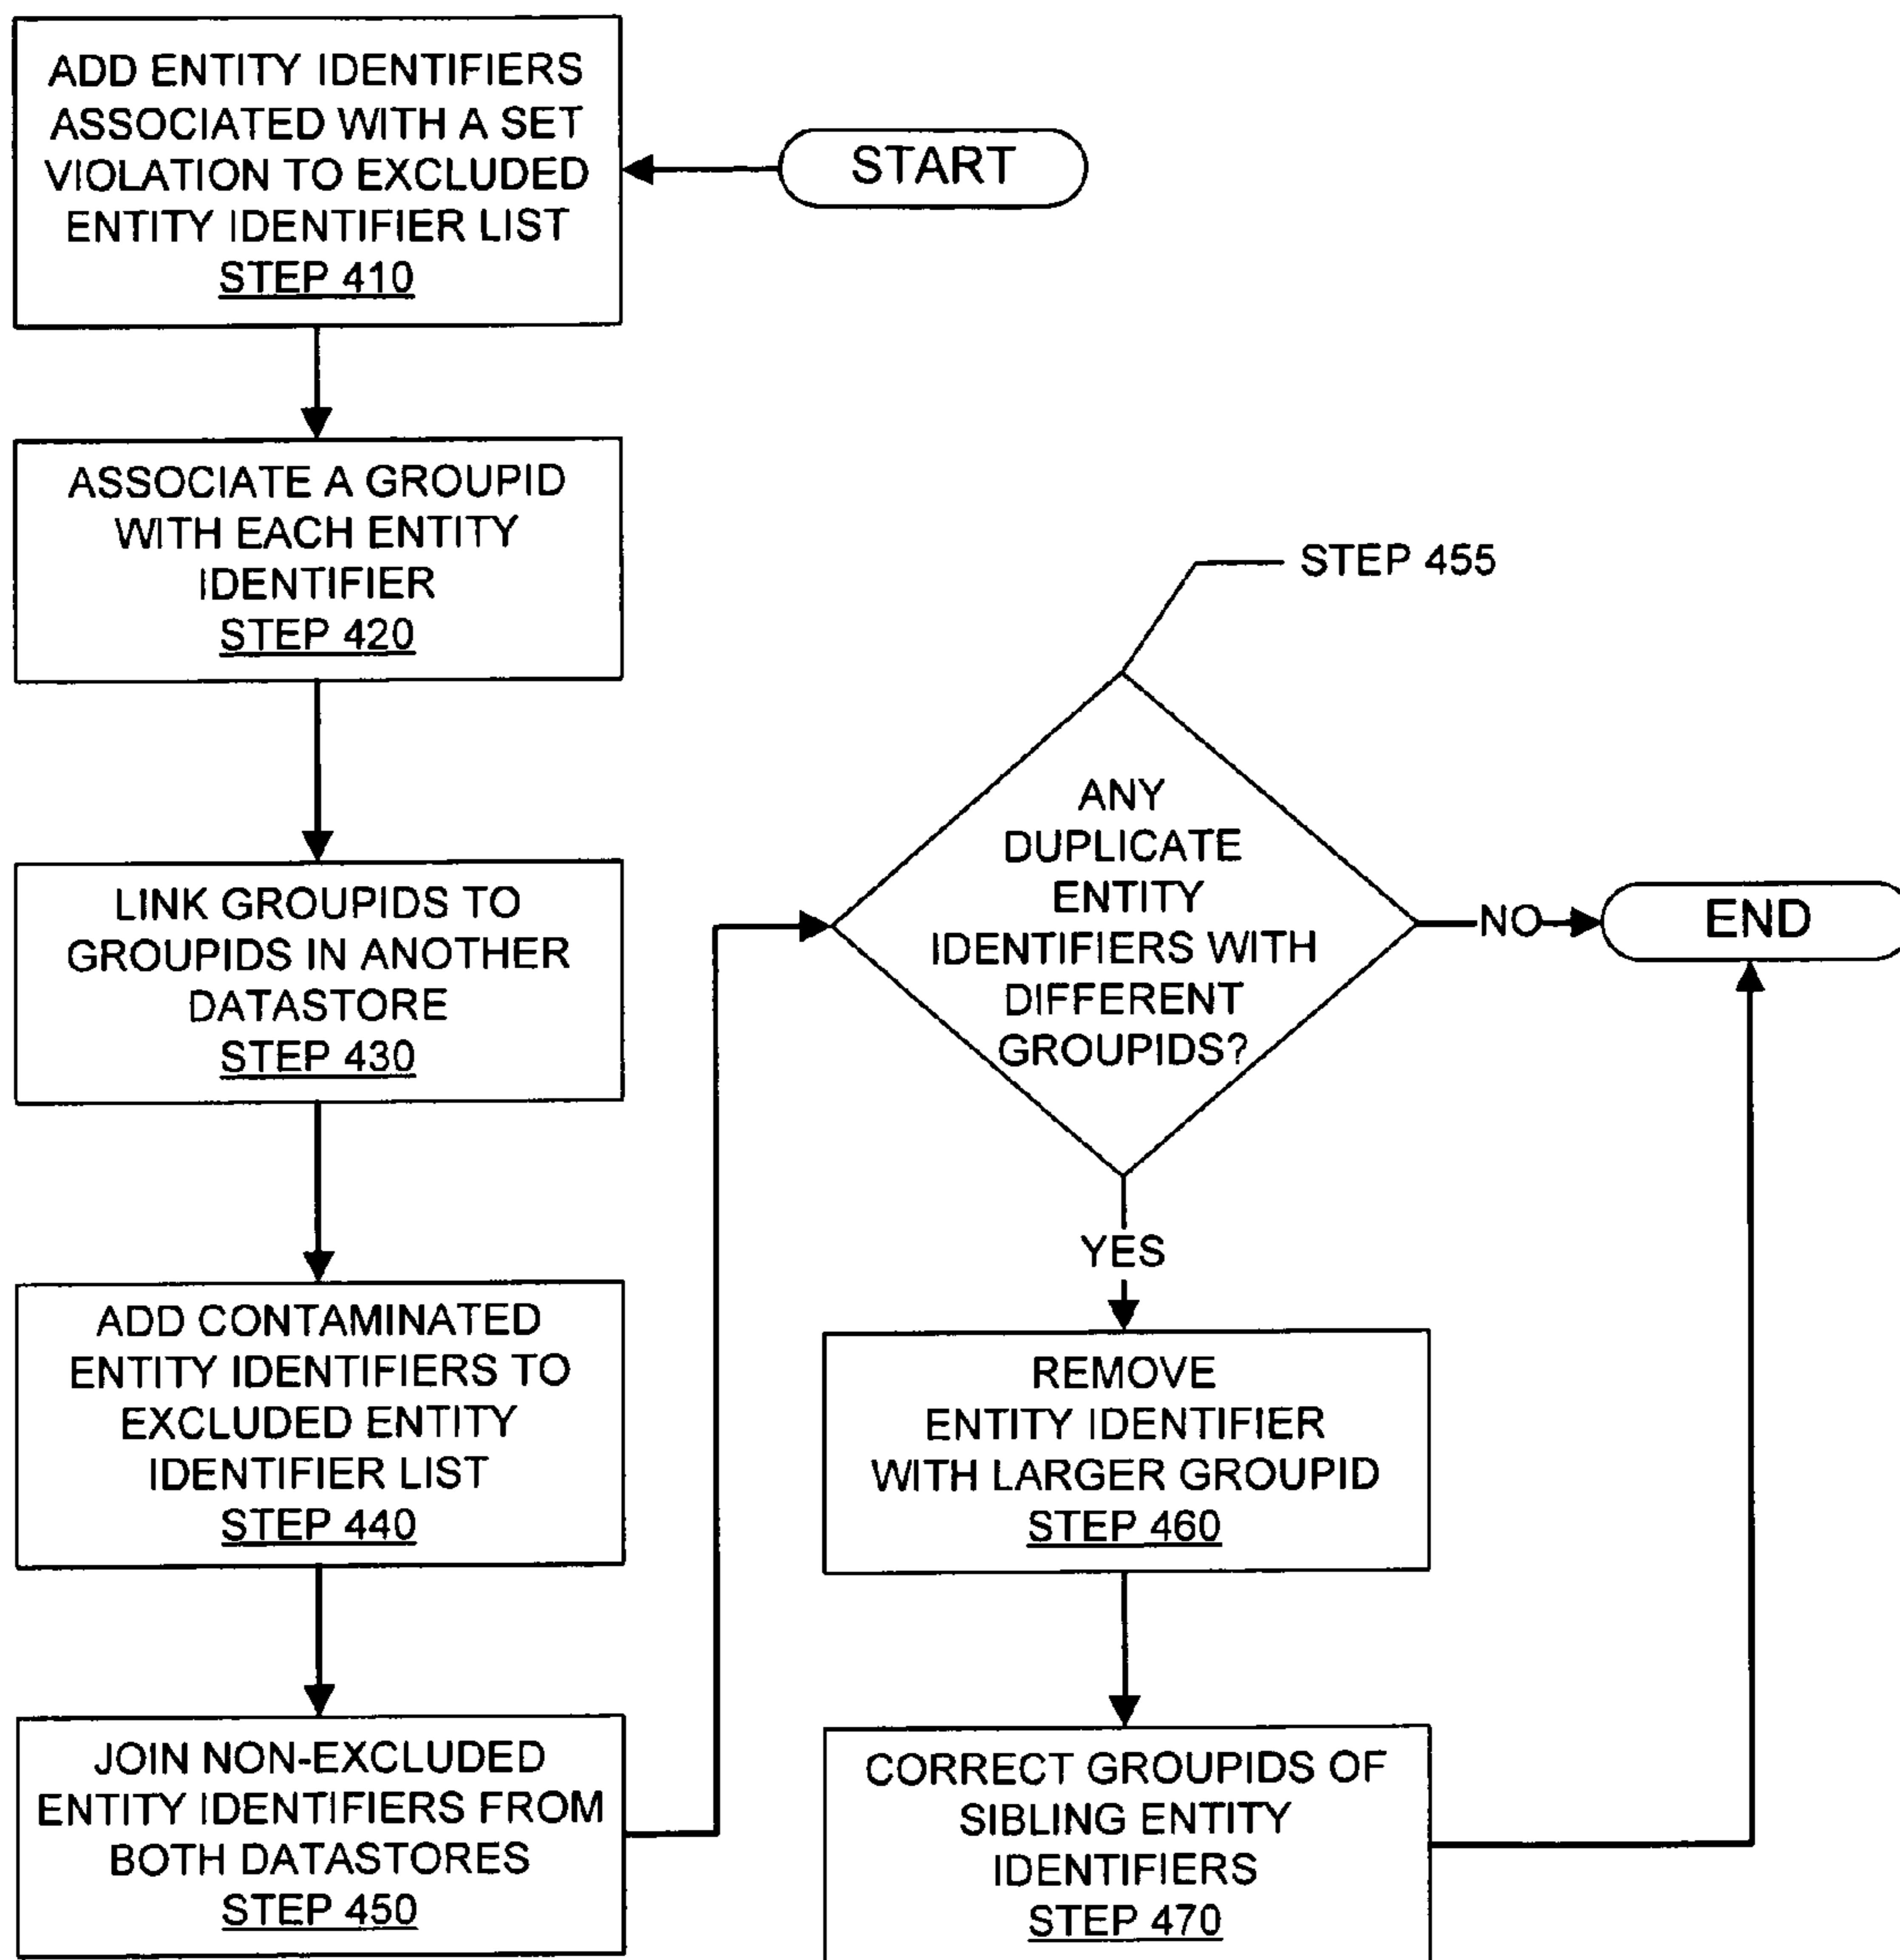 START
ADD ENTITY IDENTIFIERS
ASSOCIATED WITH A SET
VIOLATION TO EXCLUDED
ENTITY IDENTIFIER LIST
STEP 410
ASSOCIATE A GROUPID
WITH EACH ENTITY
IDENTIFIER
STEP 420
LINK GROUPIDS TO
GROUPIDS IN ANOTHER
DATASTORE
STEP 430
ADD CONTAMINATED
ENTITY IDENTIFIERS TO
EXCLUDED ENTITY
IDENTIFIER LIST
STEP 440
JOIN NON-EXCLUDED
ENTITY IDENTIFIERS FROM
BOTH DATASTORES
STEP 450
STEP 455
ANY
DUPLICATE
ENTITY
IDENTIFIERS WITH
DIFFERENT
GROUPIDS?
NO
END
YES
REMOVE
ENTITY IDENTIFIER
WITH LARGER GROUPID
STEP 460
CORRECT GROUPIDS OF
SIBLING ENTITY
IDENTIFIERS
STEP 470